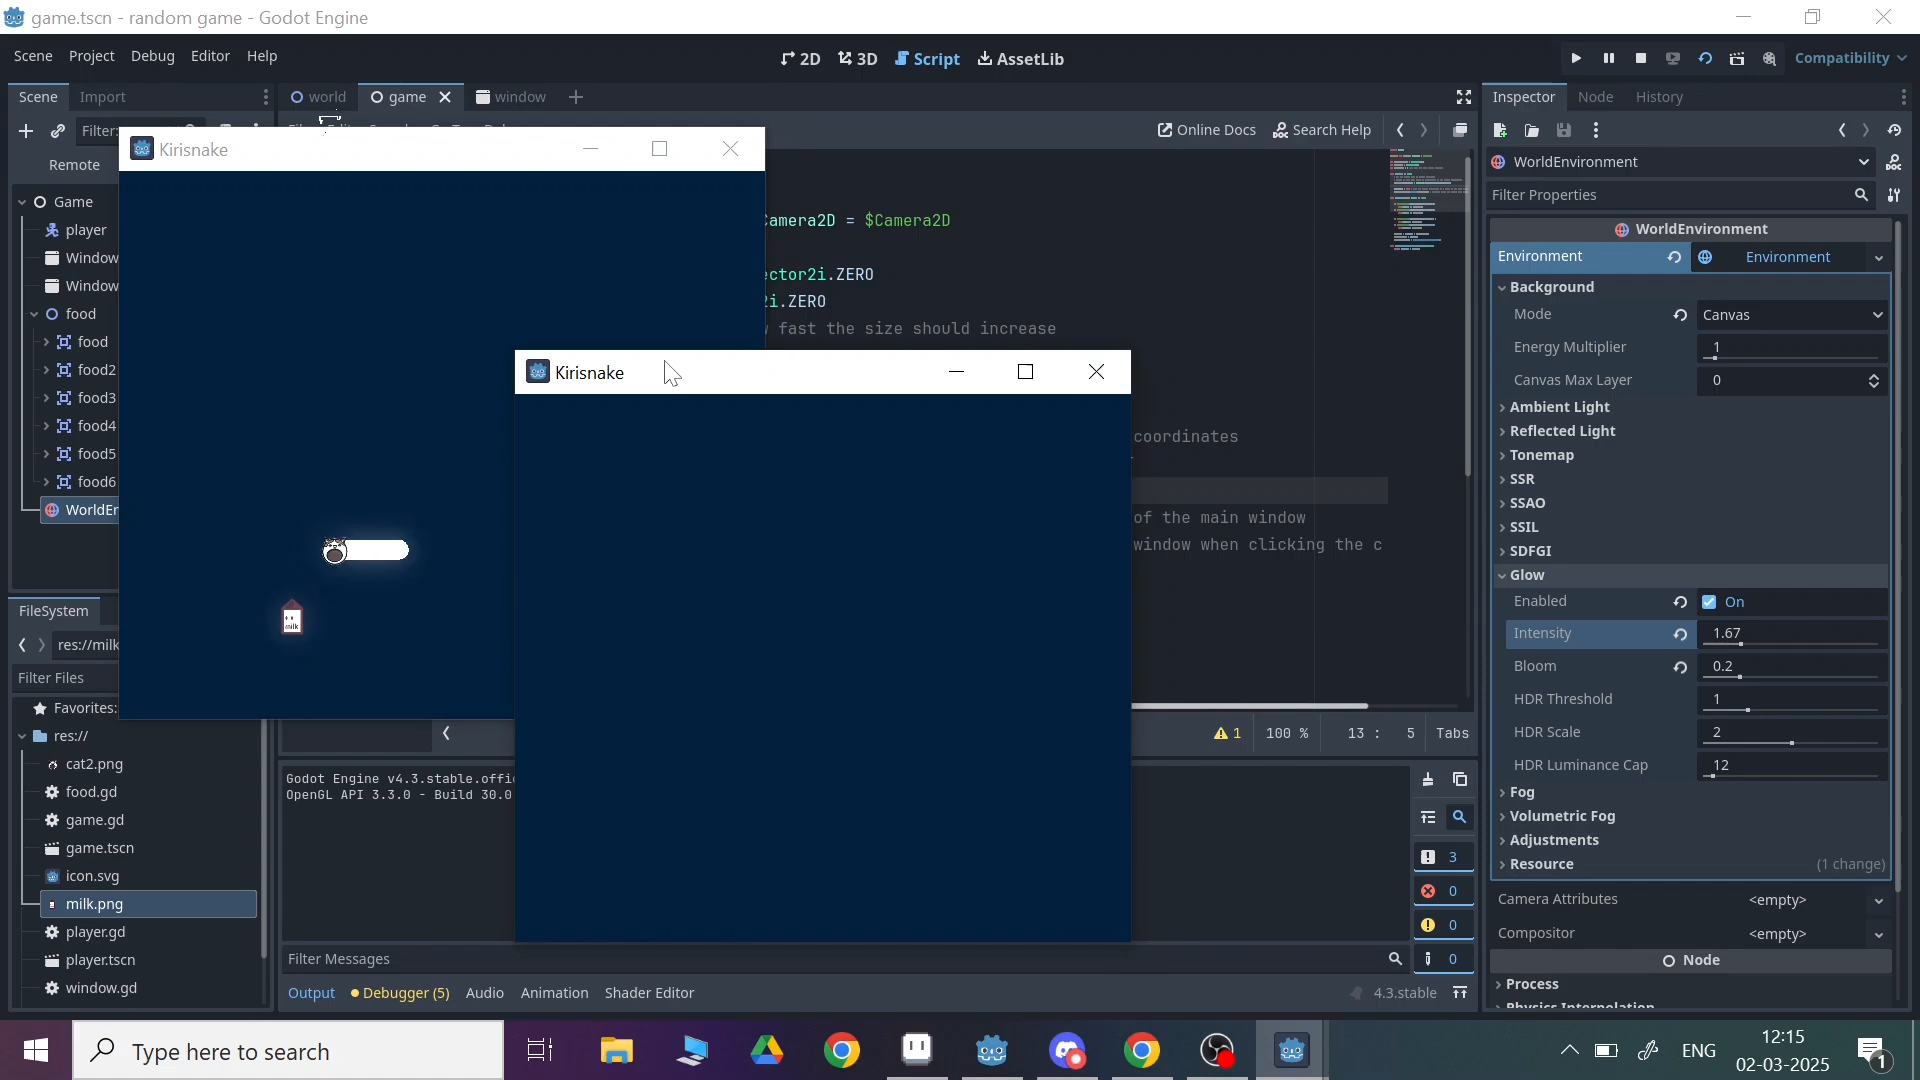 game.tscn - random game - Godot Engine
Scene Project Debug Editor Help
2D 3D Script AssetLib
Compatibility
Scene Import
world game window
Inspector Node History
Filter:
Online Docs Search Help
Kirisnake
Remote
WorldEnvironment
Filter Properties
Game
player
Window
Window
food
food
food2
food3
food4
food5
food6
WorldEn
Camera2D = $Camera2D
ector2i.ZERO
2i.ZERO
fast the size should increase
Kirisnake
coordinates
of the main window
window when clicking the c
milk
WorldEnvironment
Environment Environment
Background
Mode Canvas
Energy Multiplier 1
Canvas Max Layer 0
Ambient Light
Reflected Light
Tonemap
SSR
SSAO
SSIL
SDFGI
Glow
Enabled On
Intensity 1.67
Bloom 0.2
HDR Threshold 1
HDR Scale 2
HDR Luminance Cap 12
Fog
Volumetric Fog
Adjustments
Resource (1 change)
Camera Attributes <empty>
Compositor <empty>
Node
Process
Physics Interpolation
FileSystem
res://milk
Filter Files
Favorites:
res://
cat2.png
food.gd
game.gd
game.tscn
icon.svg
milk.png
player.gd
player.tscn
window.gd
1 100 % 13 : 5 Tabs
Godot Engine v4.3.stable.offic
OpenGL API 3.3.0 - Build 30.0
3
0
0
0
Filter Messages
Output Debugger (5) Audio Animation Shader Editor
4.3.stable
Type here to search
ENG
12:15
02-03-2025
1